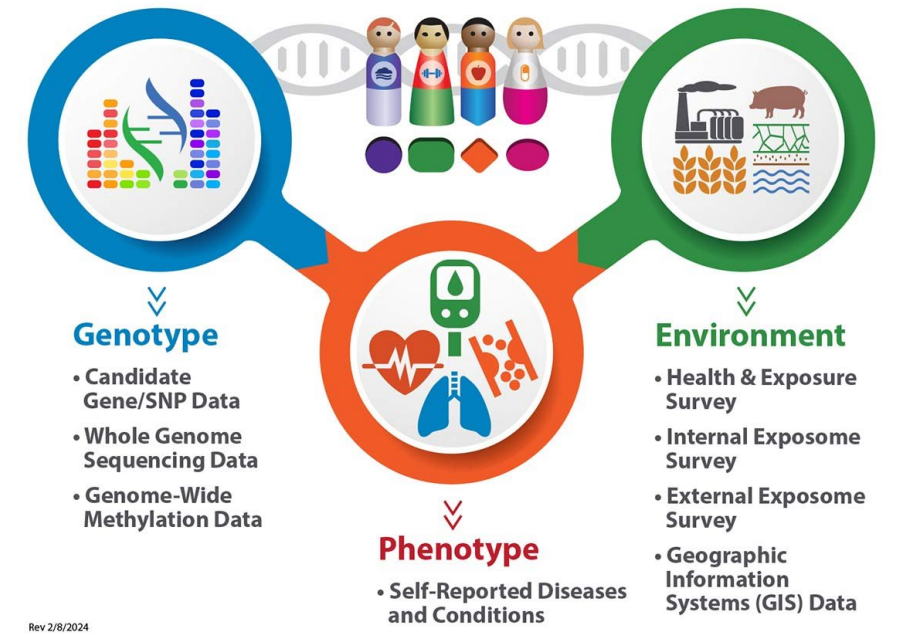 Genotype
• Candidate
Gene/SNP Data
• Whole Genome
Sequencing Data
• Genome-Wide
Methylation Data
Phenotype
• Self-Reported Diseases
and Conditions
Environment
• Health & Exposure
Survey
• Internal Exposome
Survey
• External Exposome
Survey
• Geographic
Information
Systems (GIS) Data
Rev 2/8/2024